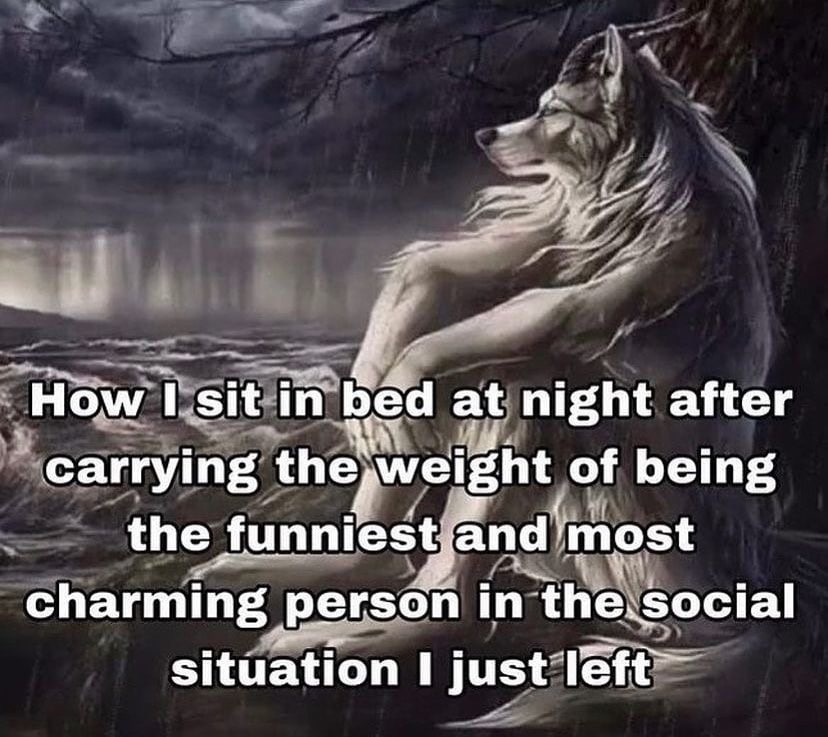 How I sit in bed at night after
carrying the weight of being
the funniest and most
charming person in the social
situation I just left